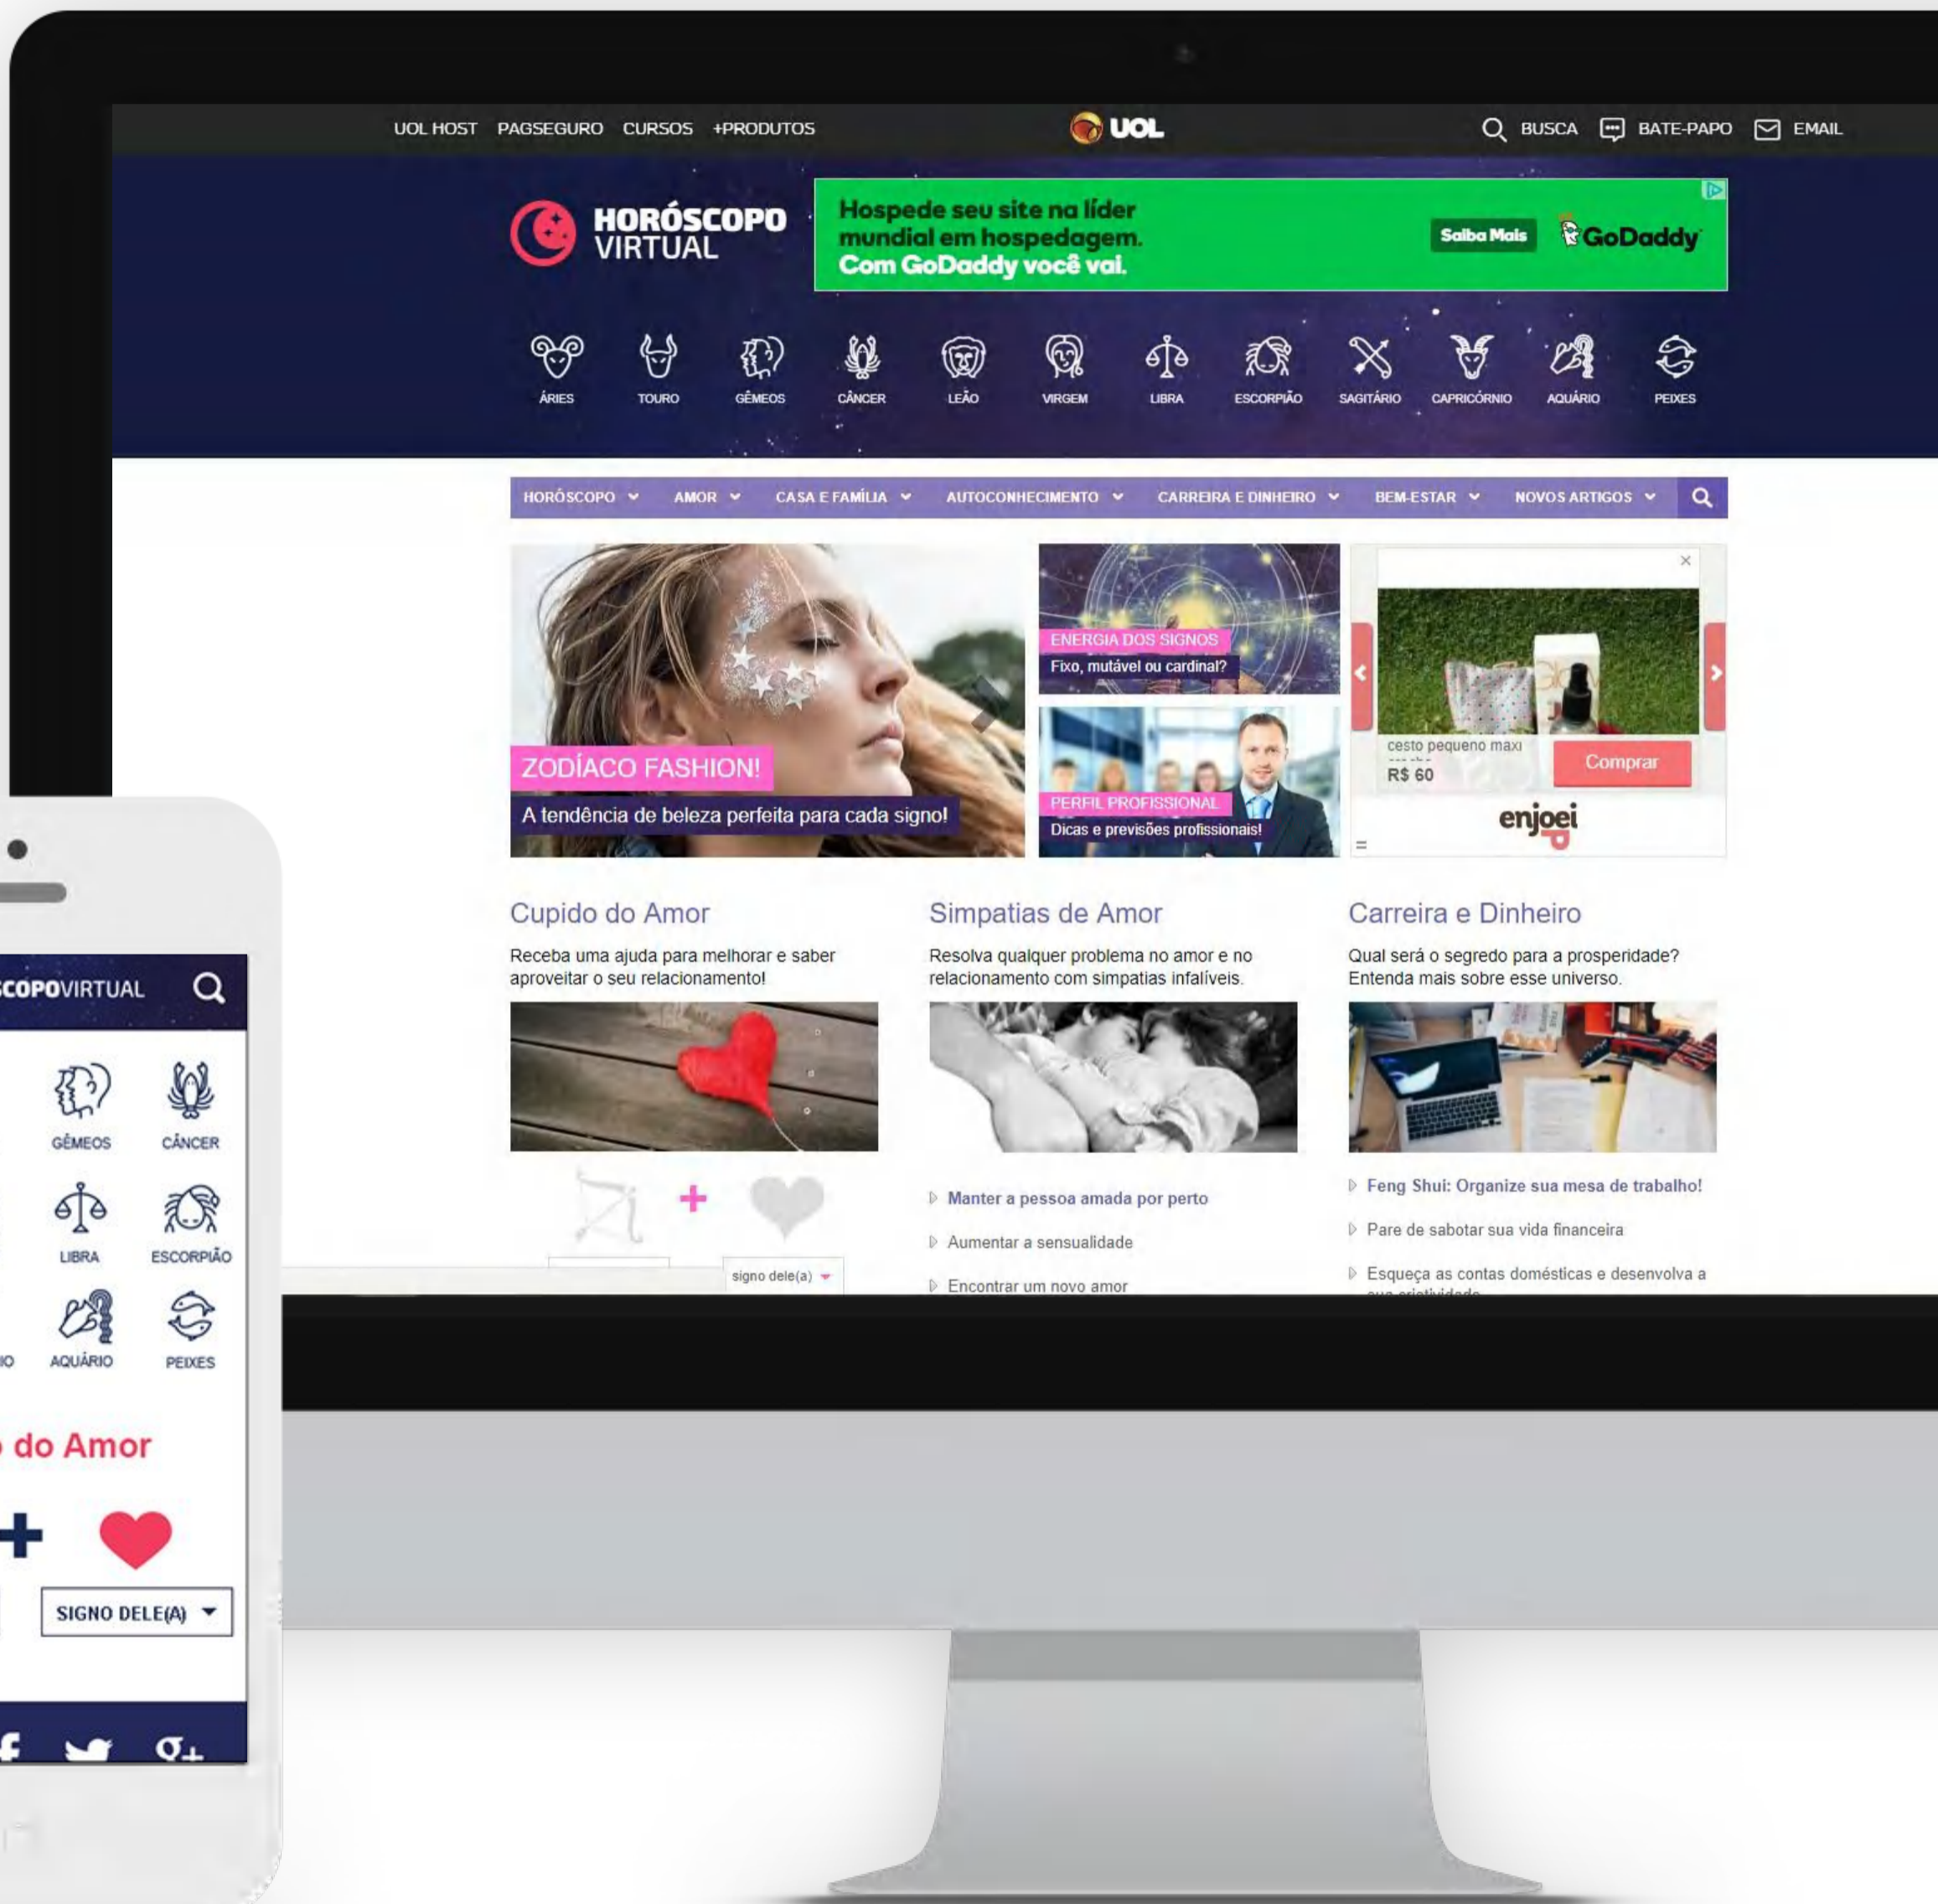 UOL HOST PAGSEGURO CURSOS +PRODUTOS
UOL
BUSCA BATE-PAPO EMAIL
HORÓSCOPO
VIRTUAL
Hospede seu site na líder
mundial em hospedagem.
Com GoDaddy você vai.
Saiba Mais
GoDaddy
ÁRIES TOURO GÊMEOS CÂNCER LEÃO VIRGEM LIBRA ESCORPIÃO SAGITÁRIO CAPRICÓRNIO AQUÁRIO PEIXES
HORÓSCOPO AMOR CASA E FAMÍLIA AUTOCONHECIMENTO CARREIRA E DINHEIRO BEM-ESTAR NOVOS ARTIGOS
ZODÍACO FASHION!
A tendência de beleza perfeita para cada signo!
ENERGIA DOS SIGNOS
Fixo, mutável ou cardinal?
PERFIL PROFISSIONAL
Dicas e previsões profissionais!
cesto pequeno maxi
R$ 60
Comprar
enjoei
Cupido do Amor
Receba uma ajuda para melhorar e saber
aproveitar o seu relacionamento!
signo dele(a)
Simpatias de Amor
Resolva qualquer problema no amor e no
relacionamento com simpatias infalíveis.
Manter a pessoa amada por perto
Aumentar a sensualidade
Encontrar um novo amor
Carreira e Dinheiro
Qual será o segredo para a prosperidade?
Entenda mais sobre esse universo.
Feng Shui: Organize sua mesa de trabalho!
Pare de sabotar sua vida financeira
Esqueça as contas domésticas e desenvolva a
SCOPOVIRTUAL
GÊMEOS CÂNCER
LIBRA ESCORPIÃO
IO AQUÁRIO PEIXES
do Amor
SIGNO DELE(A)